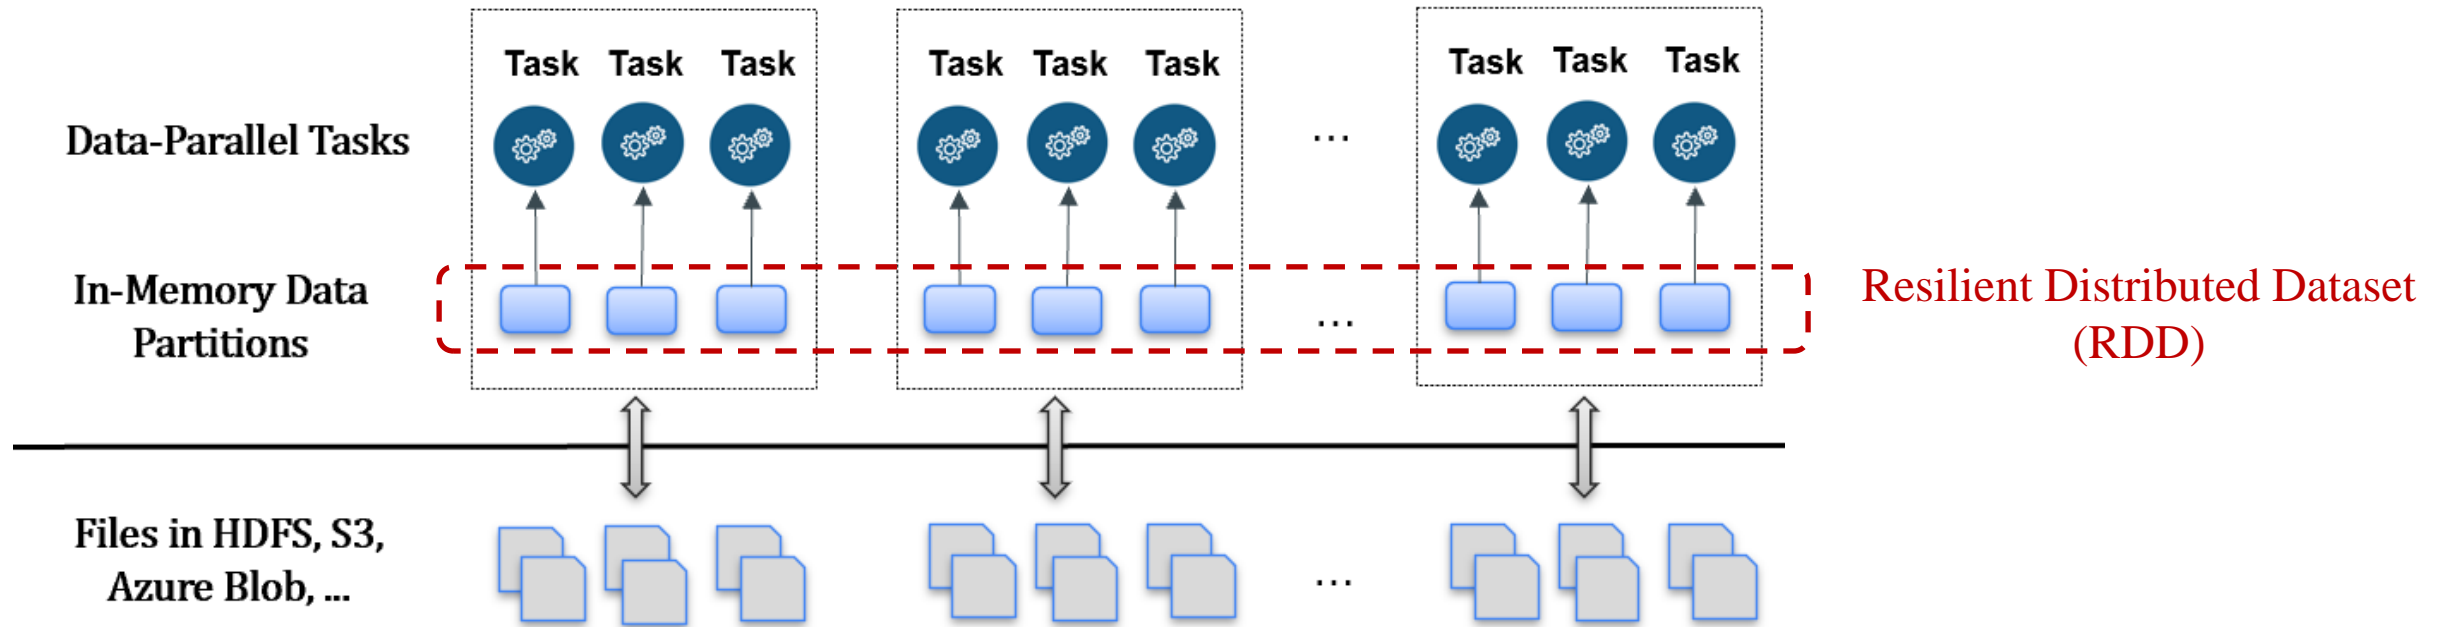 Task Task Task Task Task Task Task Task Task
Data-Parallel Tasks
...
In-Memory Data
Partitions
...
Resilient Distributed Dataset
(RDD)
Files in HDFS, S3,
Azure Blob, ...
...